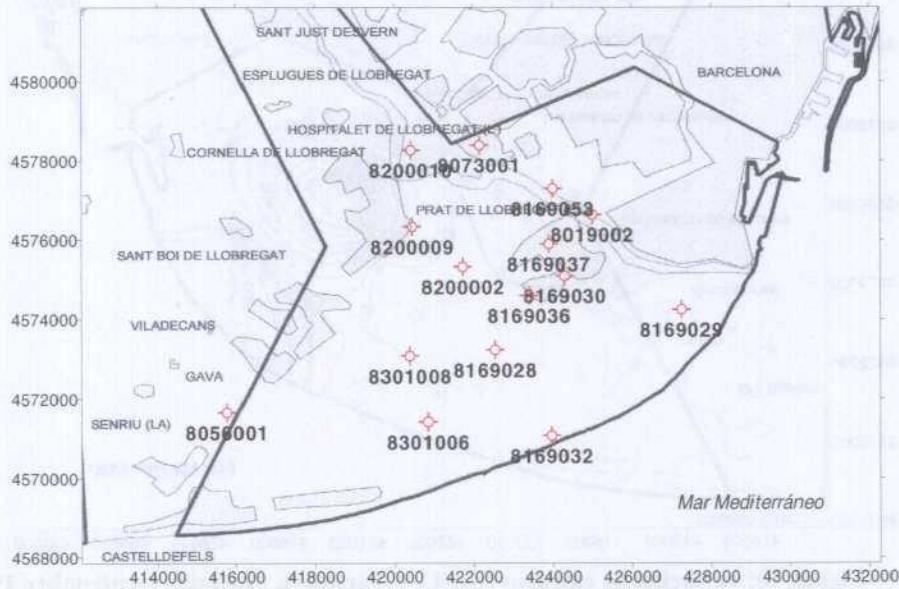 SANT JUST DESVERN
4580000
ESPLUGUES DE LLOBREGAT
BARCELONA
HOSPITALET DE LLOBREGAT(L')
4578000
CORNELLA DE LLOBREGAT
8200010
8073001
PRAT DE
8169053
4576000
8200009
8019002
SANT BOI DE LLOBREGAT
8169037
8200002
8169030
4574000
VILADECANS
8169036
8169029
GAVA
8301008
8169028
4572000
SENRIU (LA)
8056001
8301006
8169032
4570000
Mar Mediterráneo
4568000
CASTELLDEFELS
414000 416000 418000 420000 422000 424000 426000 428000 430000 432000